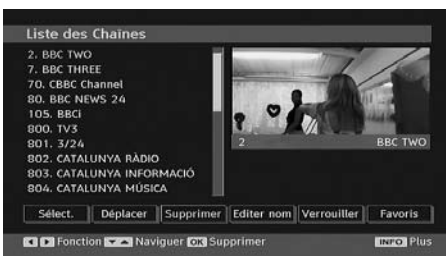 Liste des Chaînes
2. BBC TWO
7. BBC THREE
70. CBBC Channel
80. BBC NEWS 24
105. BBCi
800. TV3
801. 3/24
802. CATALUNYA RÀDIO
803. CATALUNYA INFORMACIÓ
804. CATALUNYA MÚSICA
2 BBC TWO
Sélect. Déplacer Supprimer Editer nom Verrouiller Favoris
Fonction Naviguer OK Supprimer INFO Plus